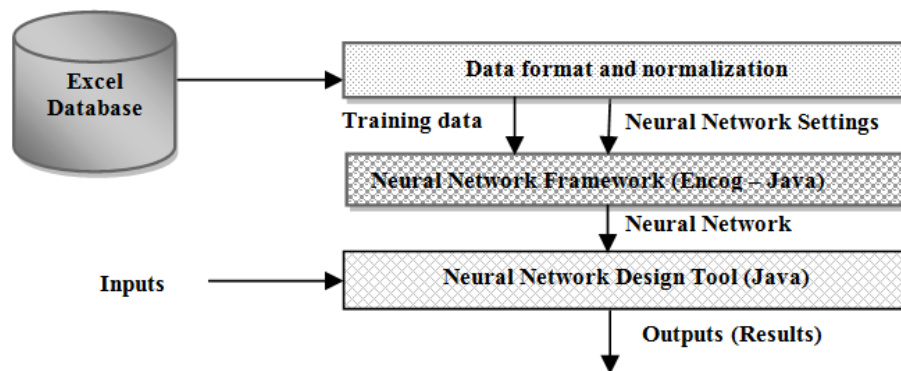 Excel
Database
Data format and normalization
Training data
Neural Network Settings
Neural Network Framework (Encog – Java)
Neural Network
Inputs
Neural Network Design Tool (Java)
Outputs (Results)